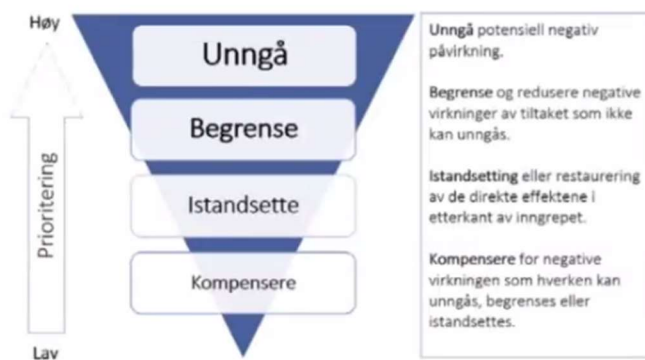 Høy
Prioritering
Lav
Unngå
Begrense
Istandsette
Kompensere
Unngå potensiell negativ
påvirkning.
Begrense og redusere negative
virkninger av tiltaket som ikke
kan unngås.
Istandsetting eller restaurering
av de direkte effektene i
etterkant av inngrepet.
Kompensere for negative
virkningen som hverken kan
unngås, begrenses eller
istandsettes.